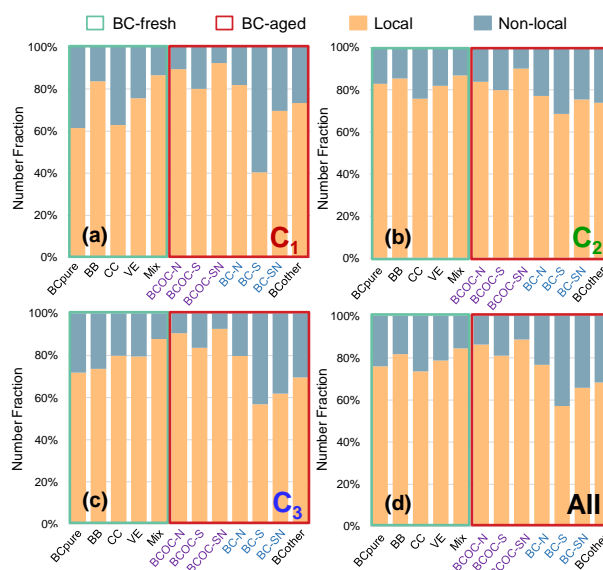 BC-fresh BC-aged Local Non-local
100% 100%
80% 80%
60% 60%
40% 40%
20% 20%
0% 0%
Number Fraction Number Fraction
(a) C1 (b) C2
BCpure BB CC VE Mix BCOC-N BCOC-S BCOC-SN BC-N BC-S BC-SN BCother
BCpure BB CC VE Mix BCOC-N BCOC-S BCOC-SN BC-N BC-S BC-SN BCother
100% 100%
80% 80%
60% 60%
40% 40%
20% 20%
0% 0%
Number Fraction Number Fraction
(c) C3 (d) All
BCpure BB CC VE Mix BCOC-N BCOC-S BCOC-SN BC-N BC-S BC-SN BCother
BCpure BB CC VE Mix BCOC-N BCOC-S BCOC-SN BC-N BC-S BC-SN BCother